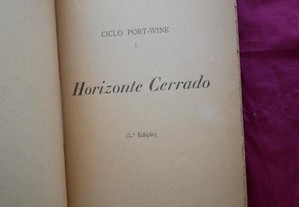 CICLO PORT-WINE
I
Horizonte Cerrado
(1.ª Edição)